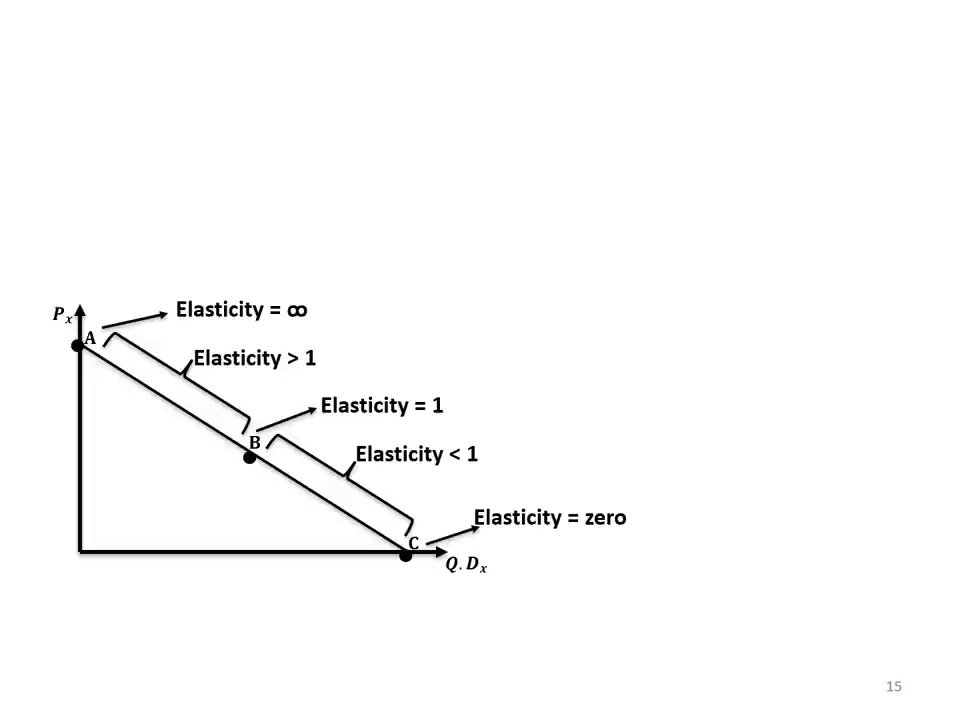 Elasticity = ∞
Pₓ
A
Elasticity > 1
Elasticity = 1
B
Elasticity < 1
Elasticity = zero
C
Q.Dₓ
15